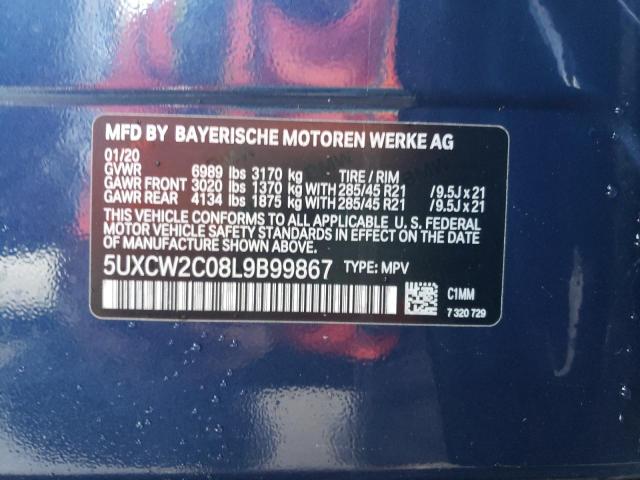 MFD BY BAYERISCHE MOTOREN WERKE AG
01/20
GVWR 6989 lbs 3170 kg TIRE / RIM
GAWR FRONT 3020 lbs 1370 kg WITH 285/45 R21 /9.5J x 21
GAWR REAR 4134 lbs 1875 kg WITH 285/45 R21 /9.5J x 21
THIS VEHICLE CONFORMS TO ALL APPLICABLE U. S. FEDERAL
MOTOR VEHICLE SAFETY STANDARDS IN EFFECT ON THE
DATE OF MANUFACTURE SHOWN ABOVE.
5UXCW2C08L9B99867 TYPE: MPV
C1MM
7 320 729